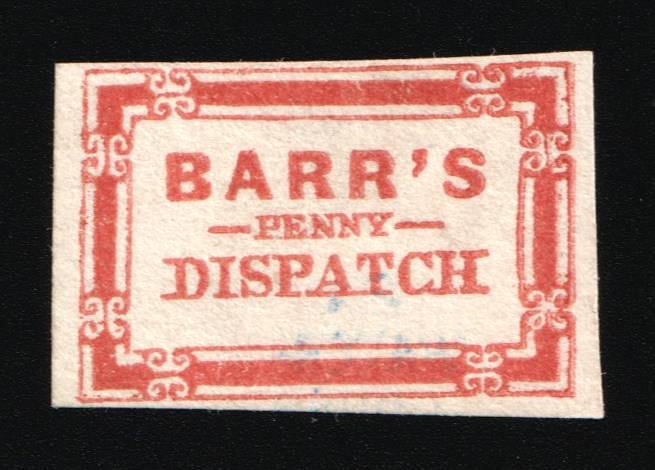 BARR'S
—PENNY—
DISPATCH